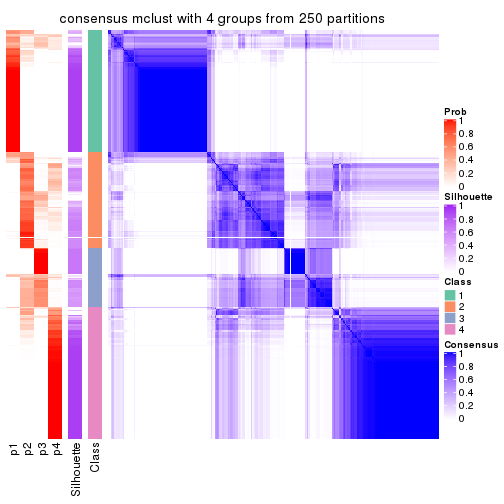 consensus mclust with 4 groups from 250 partitions
Prob
1
0.8
0.6
0.4
0.2
0
Silhouette
1
0.8
0.6
0.4
0.2
0
Class
1
2
3
4
Consensus
1
0.8
0.6
0.4
0.2
0
p1
p2
p3
p4
Silhouette
Class